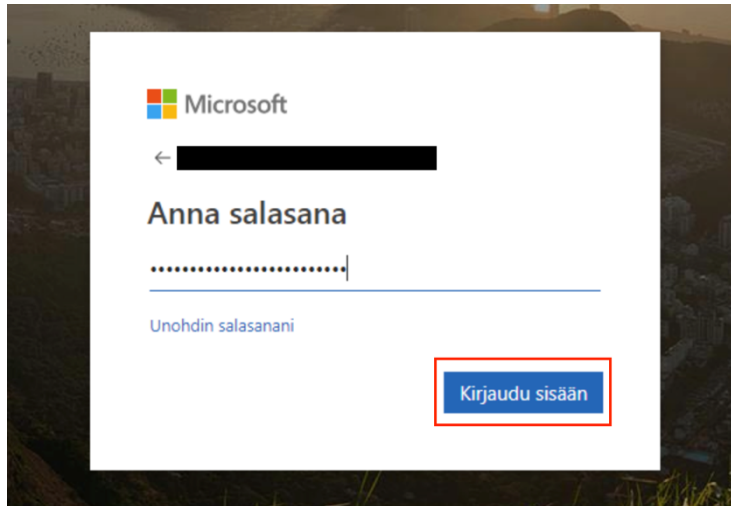 Microsoft
Anna salasana
•••••••••••••••••••••••••
Unohdin salasanani
Kirjaudu sisään